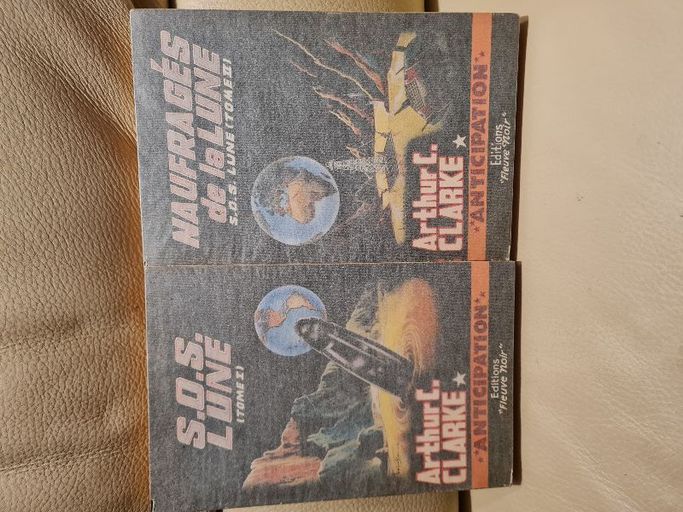 S.O.S.
LUNE
(TOME I)
Arthur C.
CLARKE
"ANTICIPATION"
Editions
"Fleuve Noir"
NAUFRAGÉS
de la LUNE
S.O.S. LUNE (TOME II)
Arthur C.
CLARKE
"ANTICIPATION"
Editions
"Fleuve Noir"